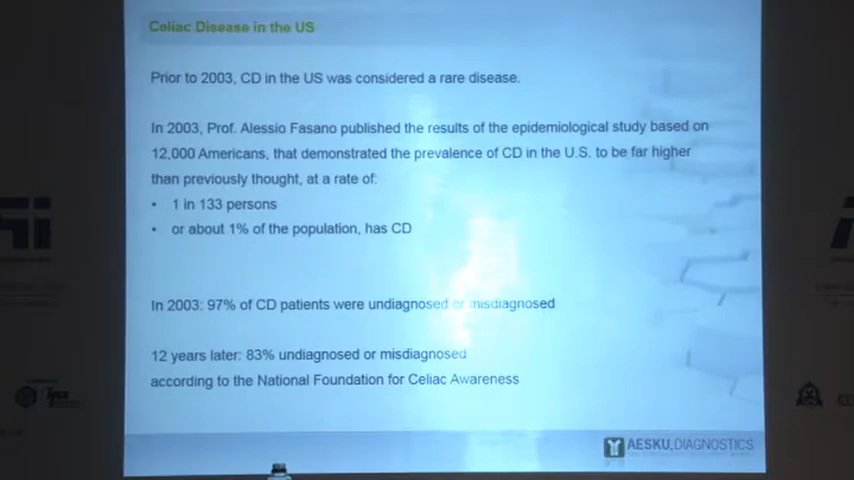 Celiac Disease in the US
Prior to 2003, CD in the US was considered a rare disease.
In 2003, Prof. Alessio Fasano published the results of the epidemiological study based on
12,000 Americans, that demonstrated the prevalence of CD in the U.S. to be far higher
than previously thought, at a rate of:
• 1 in 133 persons
• or about 1% of the population, has CD
In 2003: 97% of CD patients were undiagnosed or misdiagnosed
12 years later: 83% undiagnosed or misdiagnosed
according to the National Foundation for Celiac Awareness
AESKU.DIAGNOSTICS